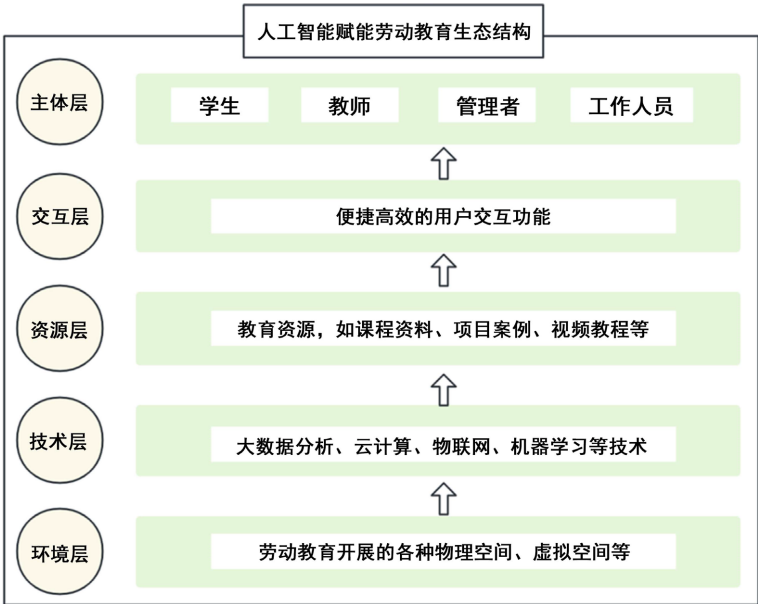 人工智能赋能劳动教育生态结构
主体层
学生 教师 管理者 工作人员
交互层
便捷高效的用户交互功能
资源层
教育资源，如课程资料、项目案例、视频教程等
技术层
大数据分析、云计算、物联网、机器学习等技术
环境层
劳动教育开展的各种物理空间、虚拟空间等